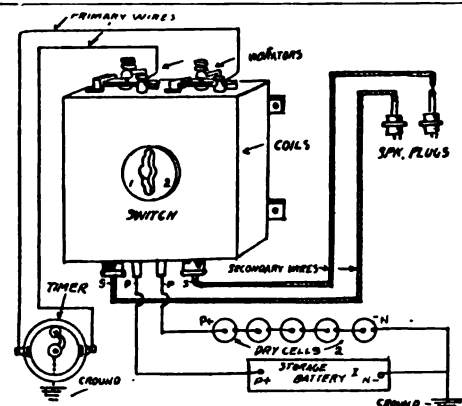 PRIMARY WIRES
VIBRATORS
COILS
SPK. PLUGS
1 2
SWITCH
SECONDARY WIRES
S- P P S-
TIMER
P+ -N
DRY CELLS 2
STORAGE
BATTERY 1
P+ N-
GROUND
GROUND -